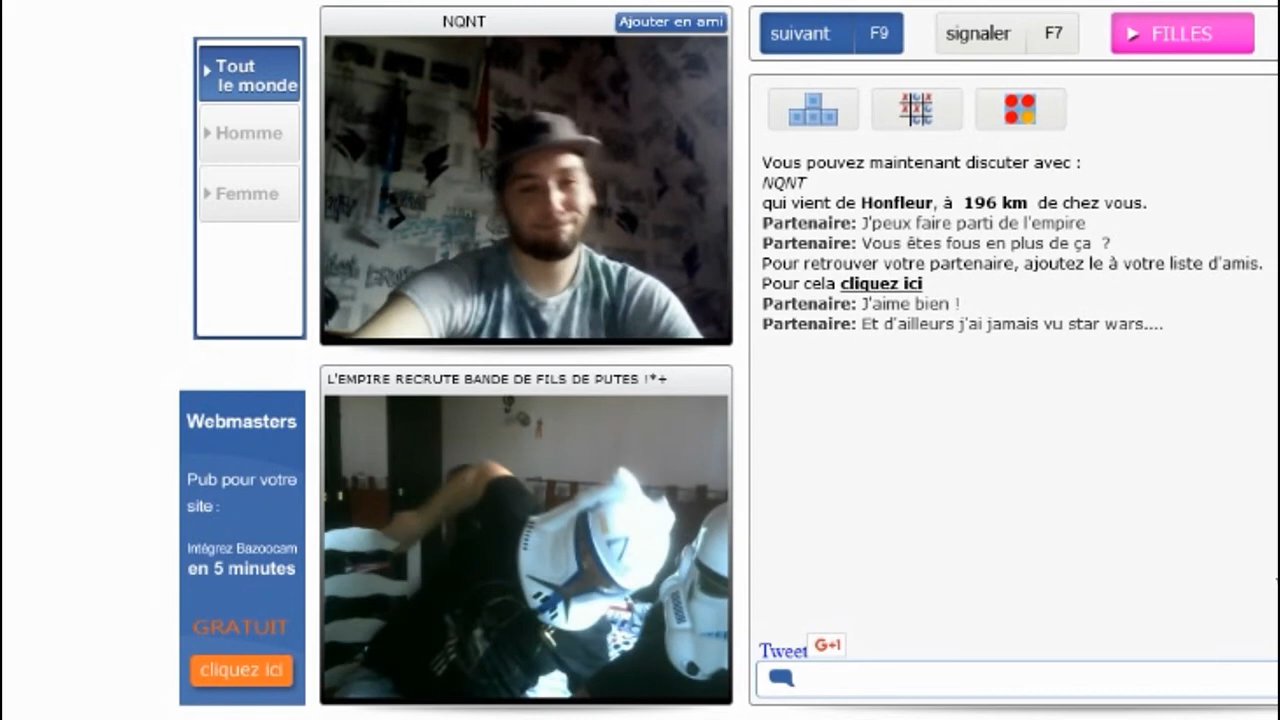 NQNT
Ajouter en ami
suivant F9
signaler F7
FILLES
Tout
le monde
Homme
Femme
Vous pouvez maintenant discuter avec :
NQNT
qui vient de Honfleur, à 196 km de chez vous.
Partenaire: J'peux faire parti de l'empire
Partenaire: Vous êtes fous en plus de ça ?
Pour retrouver votre partenaire, ajoutez le à votre liste d'amis.
Pour cela cliquez ici
Partenaire: J'aime bien !
Partenaire: Et d'ailleurs j'ai jamais vu star wars....
L'EMPIRE RECRUTE BANDE DE FILS DE PUTES !*+
Webmasters
Pub pour votre
site :
Intégrez Bazoocam
en 5 minutes
GRATUIT
cliquez ici
Tweet
G+1